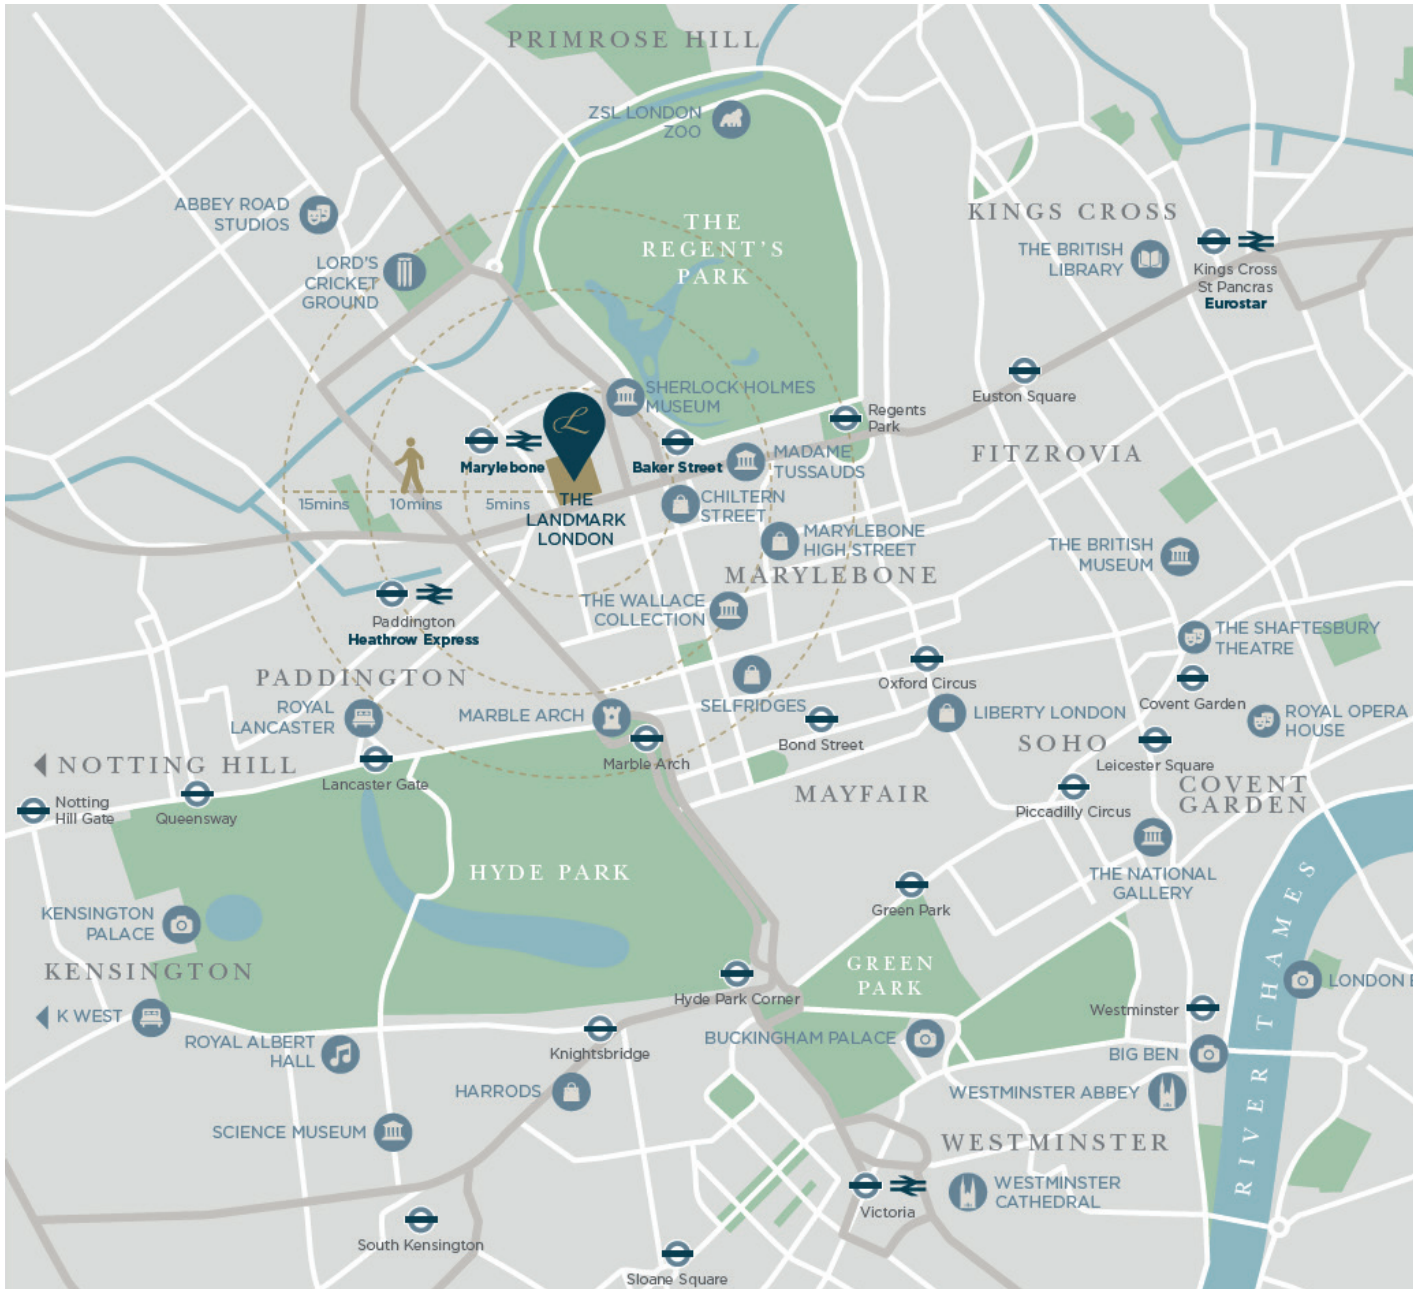 PRIMROSE HILL
ZSL LONDON
ZOO
ABBEY ROAD
STUDIOS
THE
REGENT'S
PARK
KINGS CROSS
THE BRITISH
LIBRARY
Kings Cross
St Pancras
Eurostar
LORD'S
CRICKET
GROUND
SHERLOCK HOLMES
MUSEUM
Euston Square
Regents
Park
L
Marylebone
Baker Street
MADAME
TUSSAUDS
FITZROVIA
15mins
10mins
5mins
THE
LANDMARK
LONDON
CHILTERN
STREET
MARYLEBONE
HIGH STREET
MARYLEBONE
THE BRITISH
MUSEUM
Paddington
Heathrow Express
THE WALLACE
COLLECTION
THE SHAFTESBURY
THEATRE
PADDINGTON
ROYAL
LANCASTER
MARBLE ARCH
SELFRIDGES
Oxford Circus
Covent Garden
LIBERTY LONDON
ROYAL OPERA
HOUSE
Bond Street
SOHO
Leicester Square
NOTTING HILL
Marble Arch
Lancaster Gate
MAYFAIR
COVENT
GARDEN
Notting
Hill Gate
Queensway
Piccadilly Circus
HYDE PARK
THE NATIONAL
GALLERY
Green Park
KENSINGTON
PALACE
KENSINGTON
GREEN
PARK
RIVER THAMES
LONDON E
Hyde Park Corner
Westminster
K WEST
ROYAL ALBERT
HALL
Knightsbridge
BUCKINGHAM PALACE
BIG BEN
HARRODS
WESTMINSTER ABBEY
SCIENCE MUSEUM
WESTMINSTER
WESTMINSTER
CATHEDRAL
Victoria
South Kensington
Sloane Square